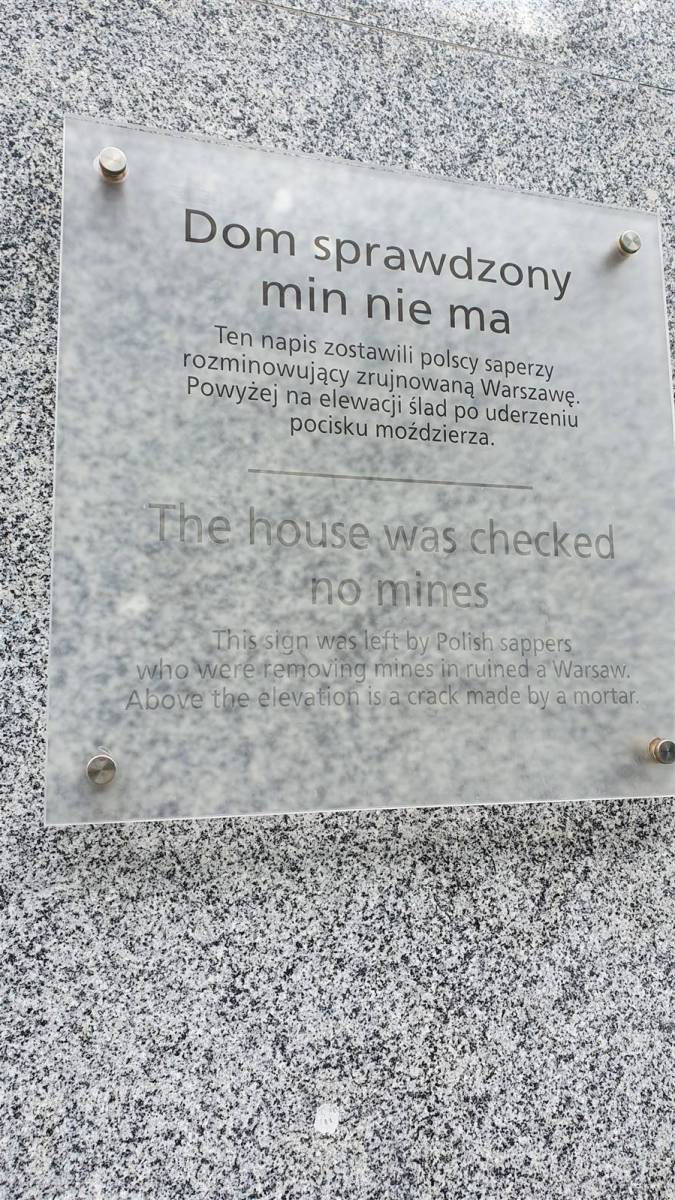 Dom sprawdzony
min nie ma
Ten napis zostawili polscy saperzy
rozminowujący zrujnowaną Warszawę.
Powyżej na elewacji ślad po uderzeniu
pocisku moździerza.
The house was checked
no mines
This sign was left by Polish sappers
who were removing mines in ruined a Warsaw.
Above the elevation is a crack made by a mortar.